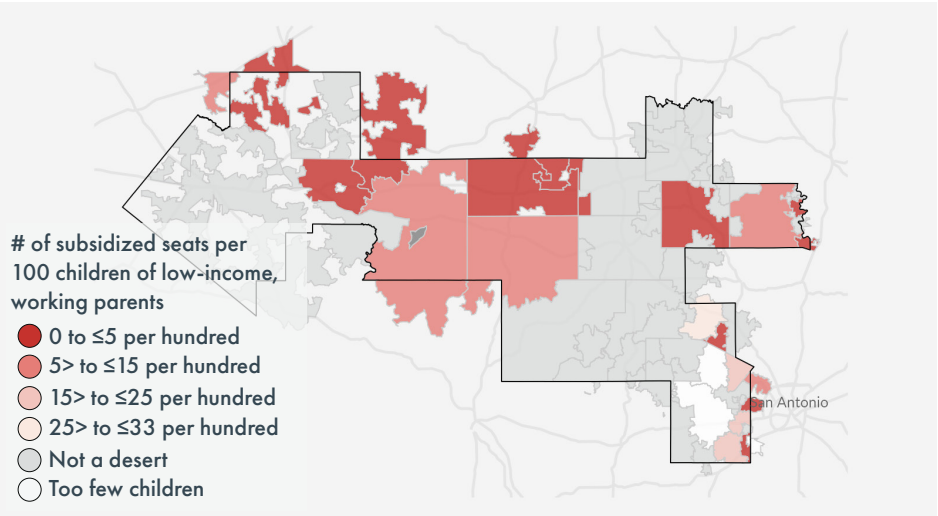 # of subsidized seats per
100 children of low-income,
working parents
0 to ≤5 per hundred
5> to ≤15 per hundred
15> to ≤25 per hundred
25> to ≤33 per hundred
Not a desert
Too few children
San Antonio